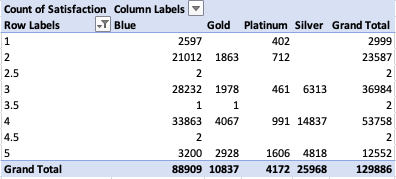 Count of Satisfaction Column Labels
Row Labels Blue Gold Platinum Silver Grand Total
1 2597 402 2999
2 21012 1863 712 23587
2.5 2 2
3 28232 1978 461 6313 36984
3.5 1 1 2
4 33863 4067 991 14837 53758
4.5 2 2
5 3200 2928 1606 4818 12552
Grand Total 88909 10837 4172 25968 129886